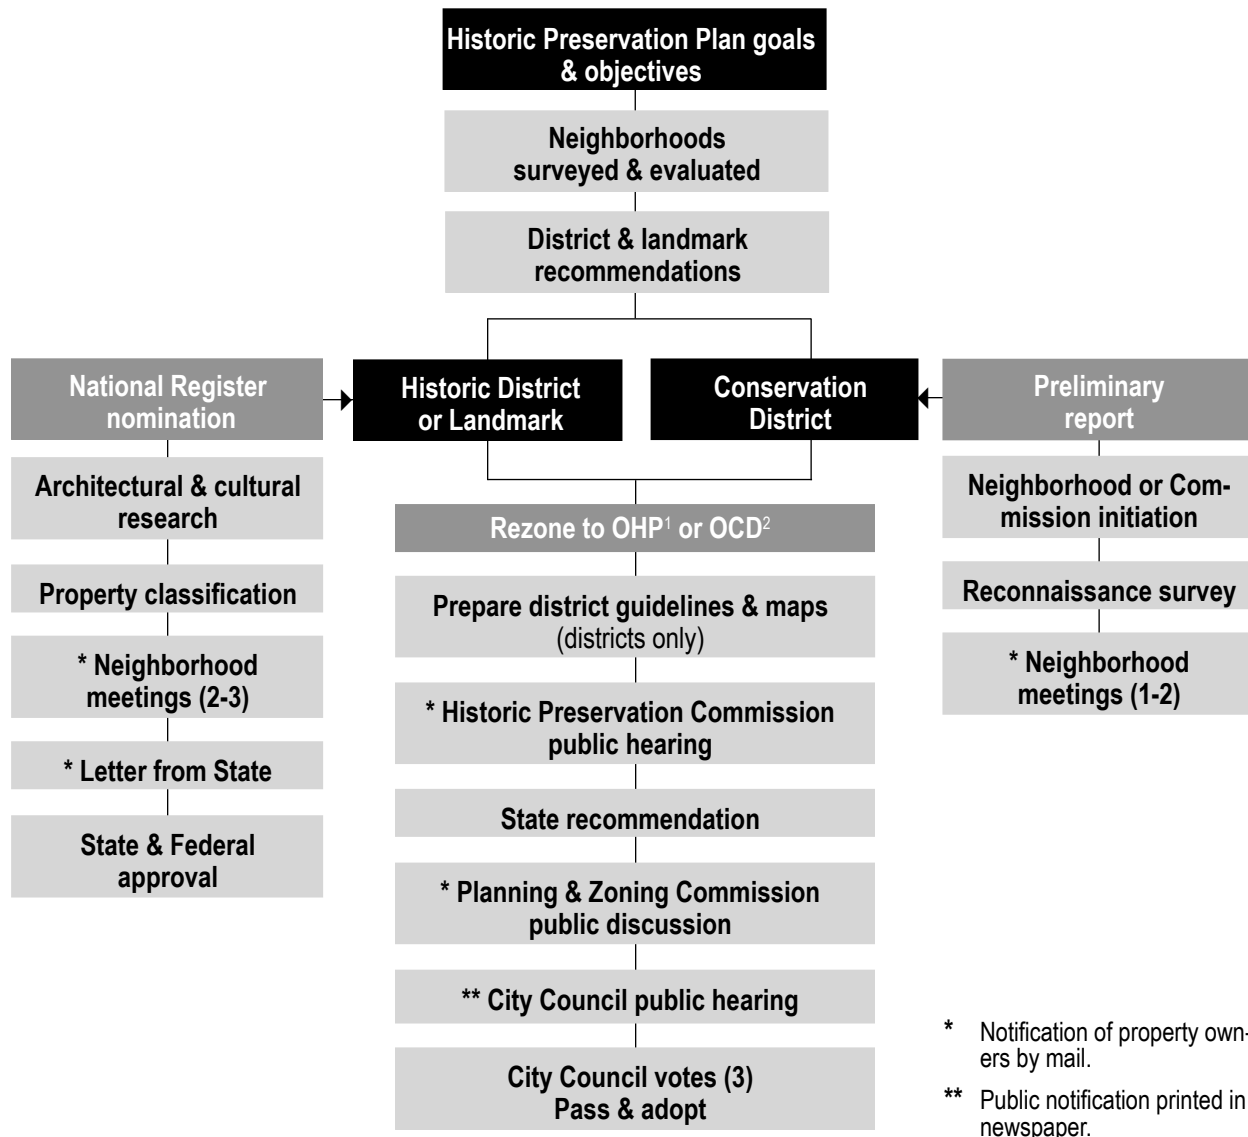 Historic Preservation Plan goals
& objectives
Neighborhoods
surveyed & evaluated
District & landmark
recommendations
National Register
nomination
Historic District
or Landmark
Conservation
District
Preliminary
report
Architectural & cultural
research
Property classification
* Neighborhood
meetings (2-3)
* Letter from State
State & Federal
approval
Rezone to OHP¹ or OCD²
Prepare district guidelines & maps
(districts only)
* Historic Preservation Commission
public hearing
State recommendation
* Planning & Zoning Commission
public discussion
** City Council public hearing
City Council votes (3)
Pass & adopt
Neighborhood or Com-
mission initiation
Reconnaissance survey
* Neighborhood
meetings (1-2)
* Notification of property own-
ers by mail.
** Public notification printed in
newspaper.